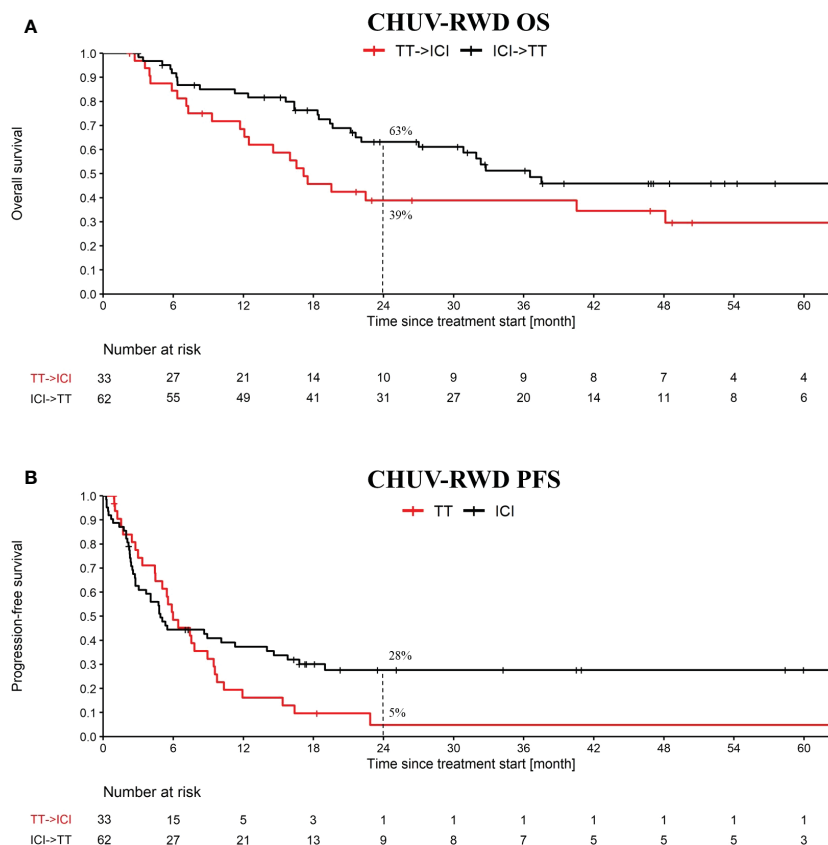 A
CHUV-RWD OS
TT->ICI ICI->TT
1.0
0.9
0.8
0.7
0.6
0.5
0.4
0.3
0.2
0.1
0.0
Overall survival
63%
39%
0 6 12 18 24 30 36 42 48 54 60
Time since treatment start [month]
Number at risk
TT->ICI 33 27 21 14 10 9 9 8 7 4 4
ICI->TT 62 55 49 41 31 27 20 14 11 8 6
B
CHUV-RWD PFS
TT ICI
1.0
0.9
0.8
0.7
0.6
0.5
0.4
0.3
0.2
0.1
0.0
Progression-free survival
28%
5%
0 6 12 18 24 30 36 42 48 54 60
Time since treatment start [month]
Number at risk
TT->ICI 33 15 5 3 1 1 1 1 1 1 1
ICI->TT 62 27 21 13 9 8 7 5 5 5 3